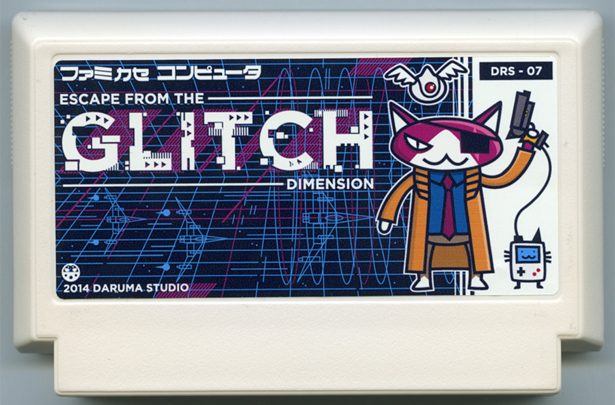 ファミカセ コンピュータ
DRS - 07
ESCAPE FROM THE
GLITCH
DIMENSION
2014 DARUMA STUDIO